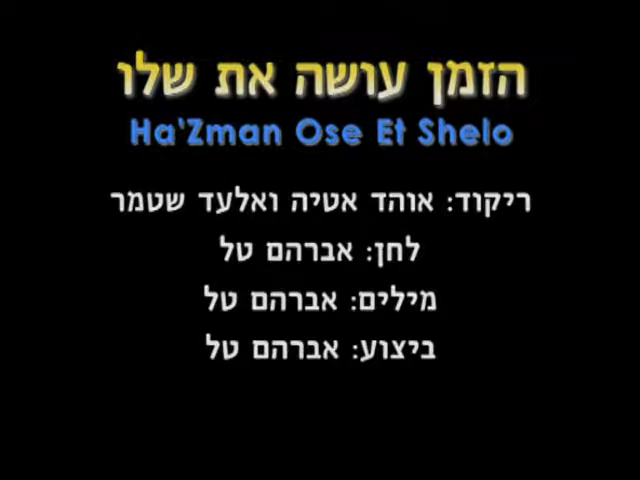 הזמן עושה את שלו
Ha'Zman Ose Et Shelo
ריקוד: אוהד אטיה ואלעד שטמר
לחן: אברהם טל
מילים: אברהם טל
ביצוע: אברהם טל